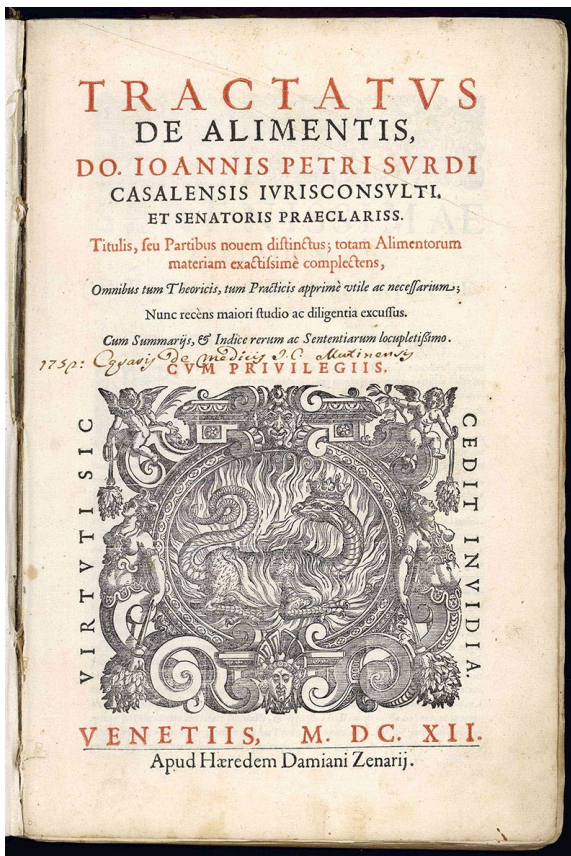 TRACTATVS
DE ALIMENTIS,
DO. IOANNIS PETRI SVRDI
CASALENSIS IVRISCONSVLTI,
ET SENATORIS PRAECLARISS.
Titulis, ſeu Partibus nouem diſtinctus; totam Alimentorum
materiam exactiſsimè complectens,
Omnibus tum Theoricis, tum Practicis apprimè vtile ac neceſſarium;
Nunc recèns maiori ſtudio ac diligentia excuſſus.
Cum Summarijs, & Indice rerum ac Sententiarum locupletiſsimo.
de medicis J. C. Mutinensis
CVM PRIVILEGIIS.
VIRTVTI SIC
CEDIT INVIDIA.
VENETIIS, M. DC. XII.
Apud Hæredem Damiani Zenarij.